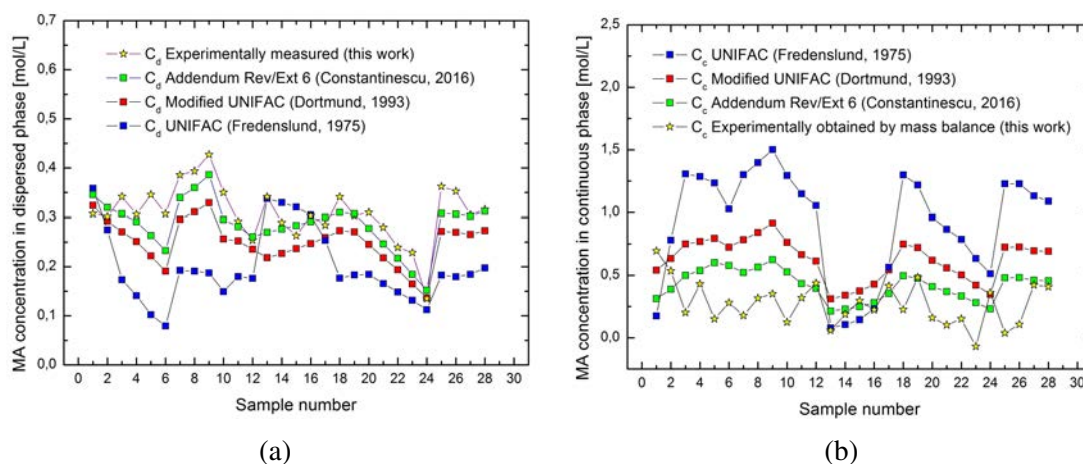 (a)
0,7
0,6
0,5
0,4
0,3
0,2
0,1
0,0
MA concentration in dispersed phase [mol/L]
C_d Experimentally measured (this work)
C_d Addendum Rev/Ext 6 (Constantinescu, 2016)
C_d Modified UNIFAC (Dortmund, 1993)
C_d UNIFAC (Fredenslund, 1975)
0 2 4 6 8 10 12 14 16 18 20 22 24 26 28 30
Sample number
(a)
(b)
2,5
2,0
1,5
1,0
0,5
0,0
MA concentration in continuous phase [mol/L]
C_c UNIFAC (Fredenslund, 1975)
C_c Modified UNIFAC (Dortmund, 1993)
C_c Addendum Rev/Ext 6 (Constantinescu, 2016)
C_c Experimentally obtained by mass balance (this work)
0 2 4 6 8 10 12 14 16 18 20 22 24 26 28 30
Sample number
(b)